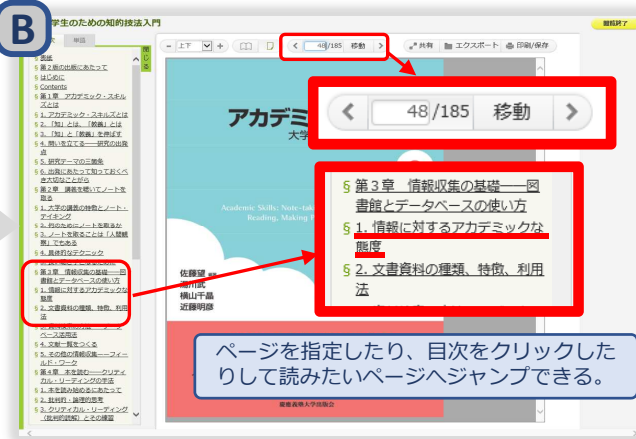 B
学生のための知的技法入門
閲覧終了
次
単語
閉じる
上下
48/185 移動
共有
エクスポート
印刷/保存
§ 表紙
§ 第2版の出版にあたって
§ はじめに
§ Contents
§ 第1章 アカデミック・スキルズとは
§ 1. アカデミック・スキルズとは
§ 2. 「知」とは、「教養」とは
§ 3. 「知」と「教養」を伸ばす
§ 4. 問いを立てる――研究の出発点
§ 5. 研究テーマの三箇条
§ 6. 出発にあたって知っておくべき大切なことがら
§ 第2章 講義を聴いてノートを取る
§ 1. 大学の講義の特徴とノート・テイキング
§ 2. 何のためにノートを取るか
§ 3. ノートを取ることは「人間観察」でもある
§ 4. 具体的なテクニック
§ 第3章 情報収集の基礎――図書館とデータベースの使い方
§ 1. 情報に対するアカデミックな態度
§ 2. 文書資料の種類、特徴、利用法
ベース活用法
§ 4. 文献一覧をつくる
§ 5. その他の情報収集――フィールド・ワーク
§ 第4章 本を読む――クリティカル・リーディングの手法
§ 1. 本を読み始めるにあたって
§ 2. 批判的・論理的思考
§ 3. クリティカル・リーディング(批判的読解)とその練習
アカデミ
大学
Academic Skills: Note-tak
Reading, Making P
佐藤望
湯川武
横山千晶
近藤明彦
慶應義塾大学出版会
48/185 移動
§ 第3章 情報収集の基礎――図
書館とデータベースの使い方
§ 1. 情報に対するアカデミックな
態度
§ 2. 文書資料の種類、特徴、利用
法
ページを指定したり、目次をクリックした
りして読みたいページへジャンプできる。